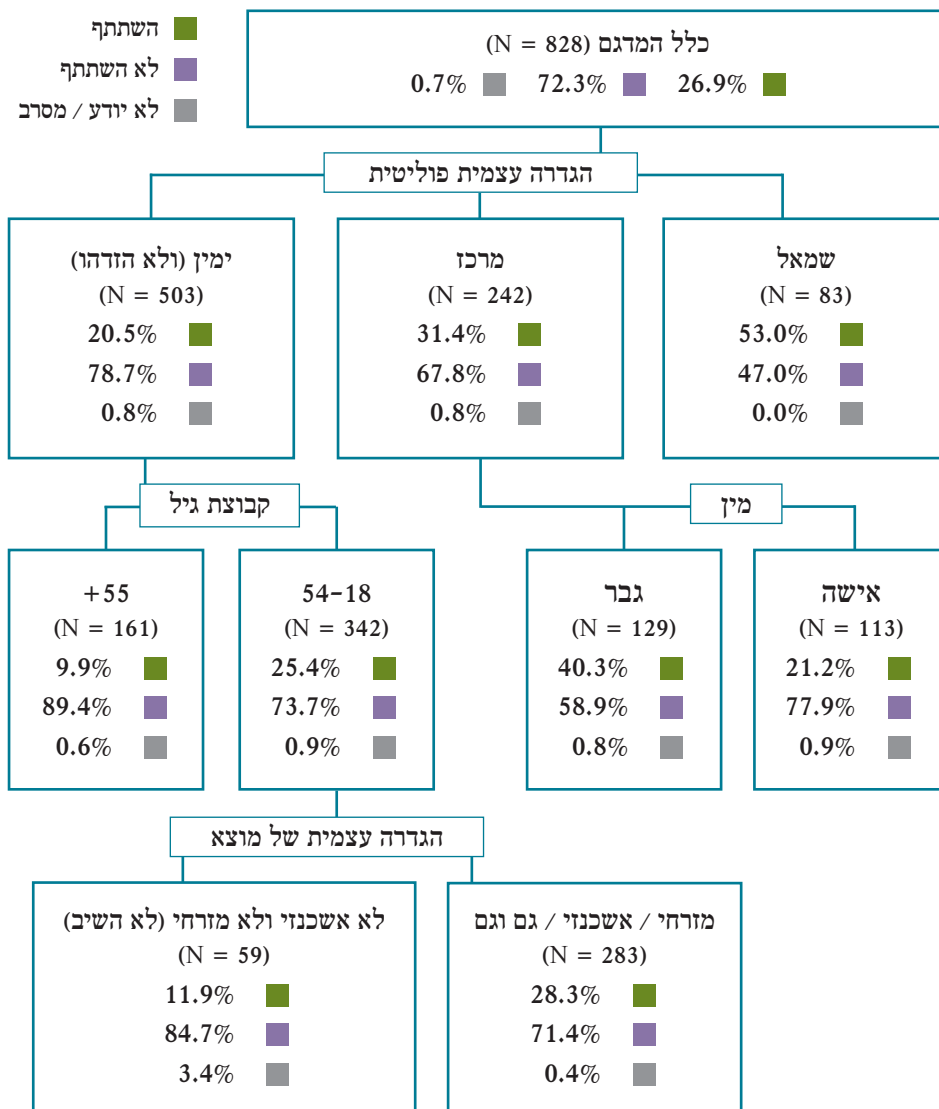 השתתף
לא השתתף
לא יודע / מסרב
כלל המדגם (N = 828)
26.9% 72.3% 0.7%
הגדרה עצמית פוליטית
שמאל
(N = 83)
53.0%
47.0%
0.0%
מרכז
(N = 242)
31.4%
67.8%
0.8%
ימין (ולא הזדהו)
(N = 503)
20.5%
78.7%
0.8%
מין
קבוצת גיל
אישה
(N = 113)
21.2%
77.9%
0.9%
גבר
(N = 129)
40.3%
58.9%
0.8%
54-18
(N = 342)
25.4%
73.7%
0.9%
+55
(N = 161)
9.9%
89.4%
0.6%
הגדרה עצמית של מוצא
מזרחי / אשכנזי / גם וגם
(N = 283)
28.3%
71.4%
0.4%
לא אשכנזי ולא מזרחי (לא השיב)
(N = 59)
11.9%
84.7%
3.4%